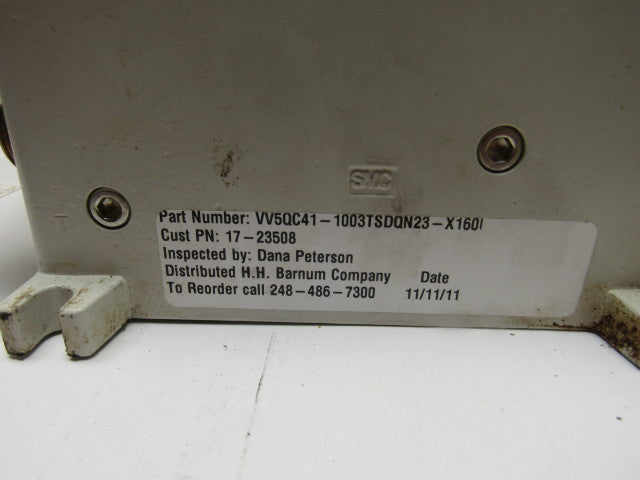 SMC
T
Part Number: VV5QC41-1003TSDQN23-X160
Cust PN: 17-23508
Inspected by: Dana Peterson
Distributed H.H. Barnum Company Date
To Reorder call 248-486-7300 11/11/11